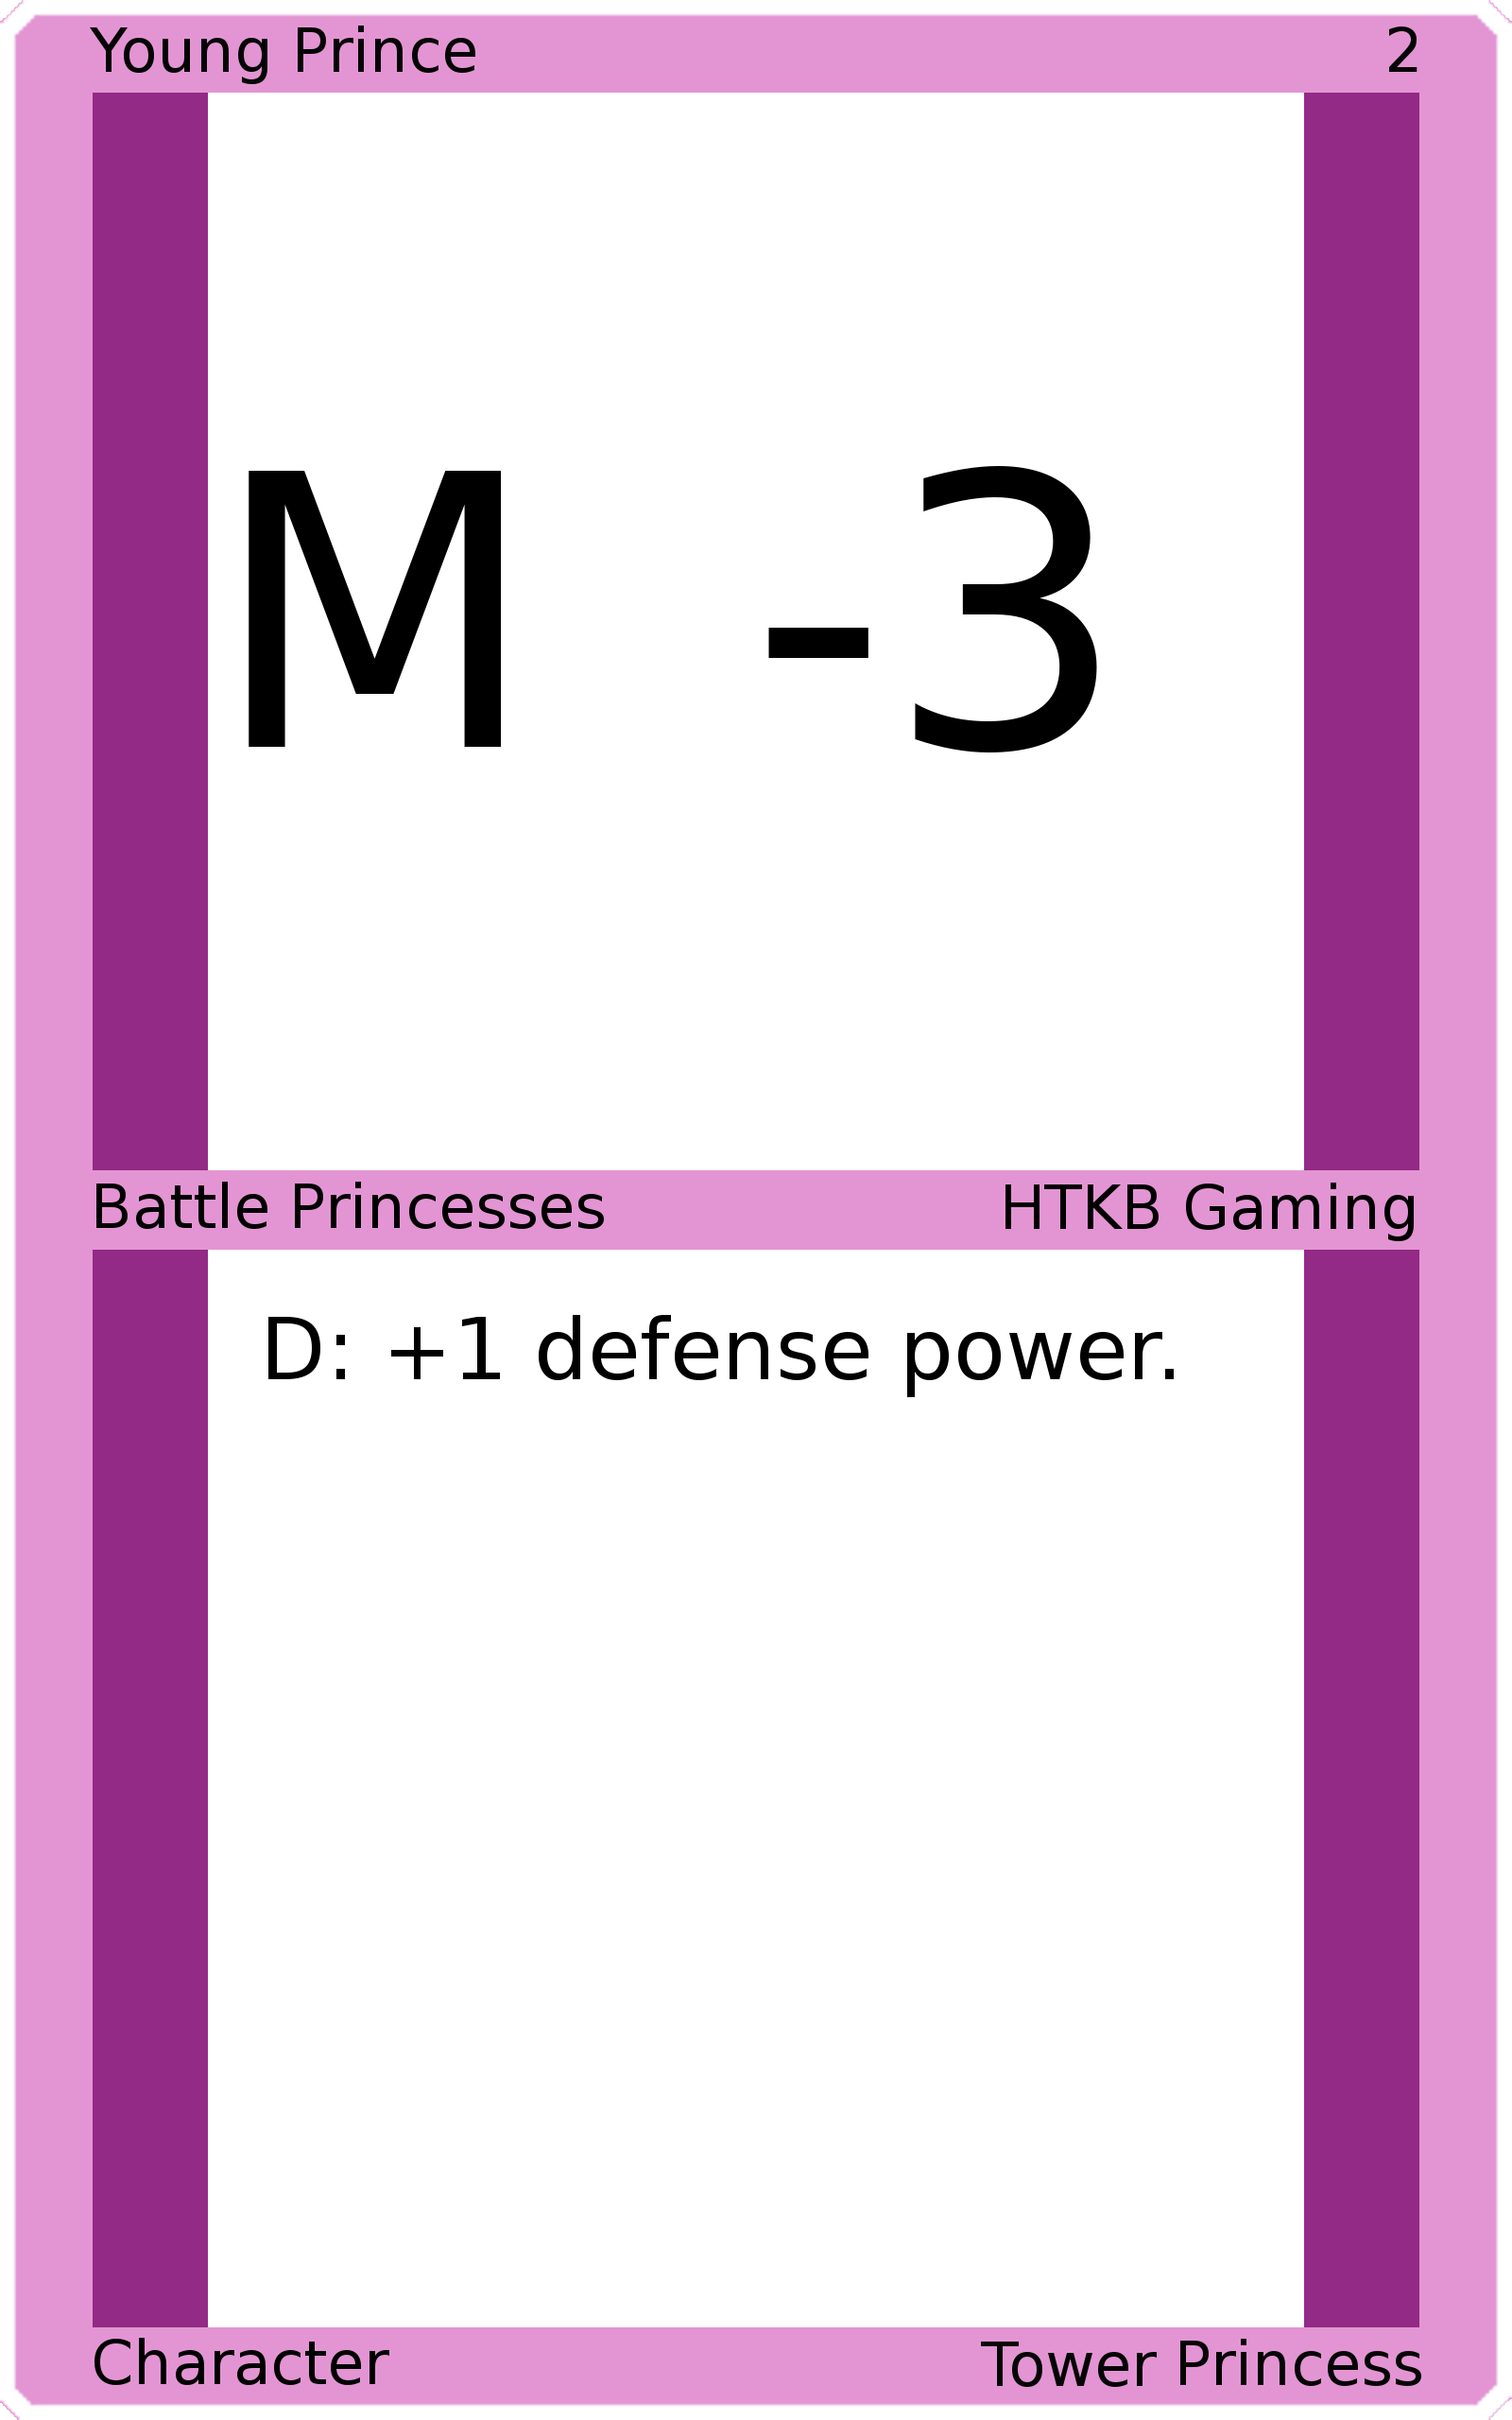 Young Prince 2
M -3
Battle Princesses HTKB Gaming
D: +1 defense power.
Character Tower Princess